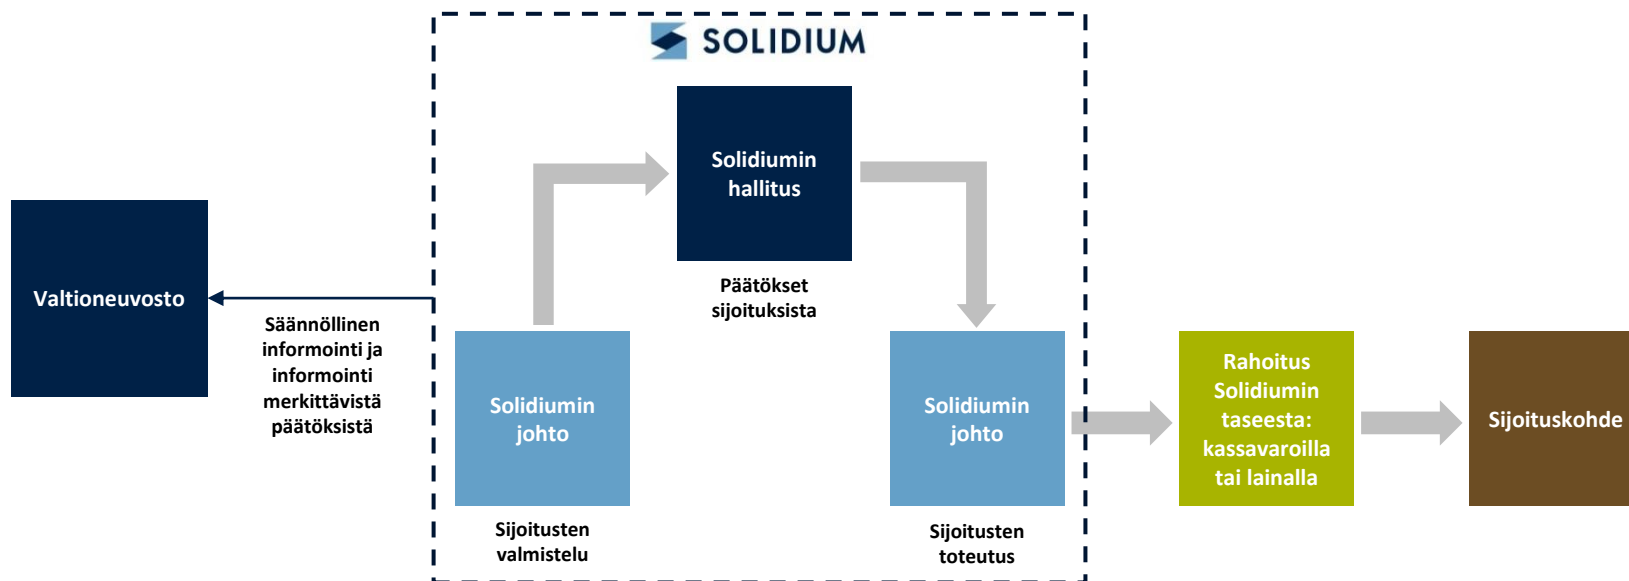 SOLIDIUM
Valtioneuvosto
Säännöllinen
informointi ja
informointi
merkittävistä
päätöksistä
Solidiumin
johto
Sijoitusten
valmistelu
Solidiumin
hallitus
Päätökset
sijoituksista
Solidiumin
johto
Sijoitusten
toteutus
Rahoitus
Solidiumin
taseesta:
kassavaroilla
tai lainalla
Sijoituskohde